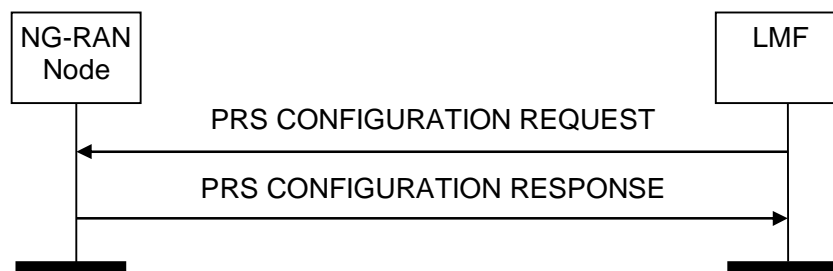 NG-RAN
Node
LMF
PRS CONFIGURATION REQUEST
PRS CONFIGURATION RESPONSE